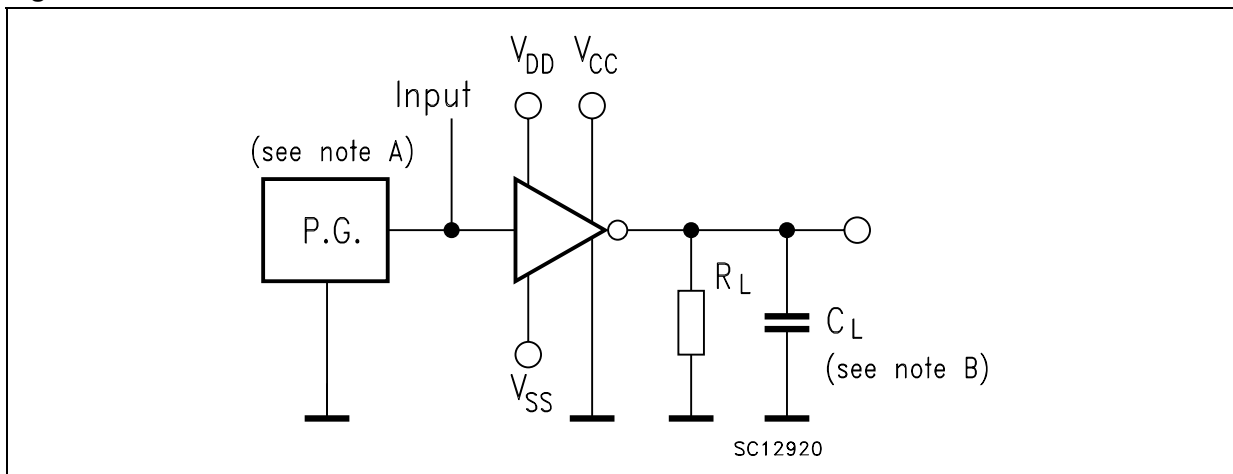 V_DD V_CC
Input
(see note A)
P.G.
R_L
C_L
(see note B)
V_SS
SC12920